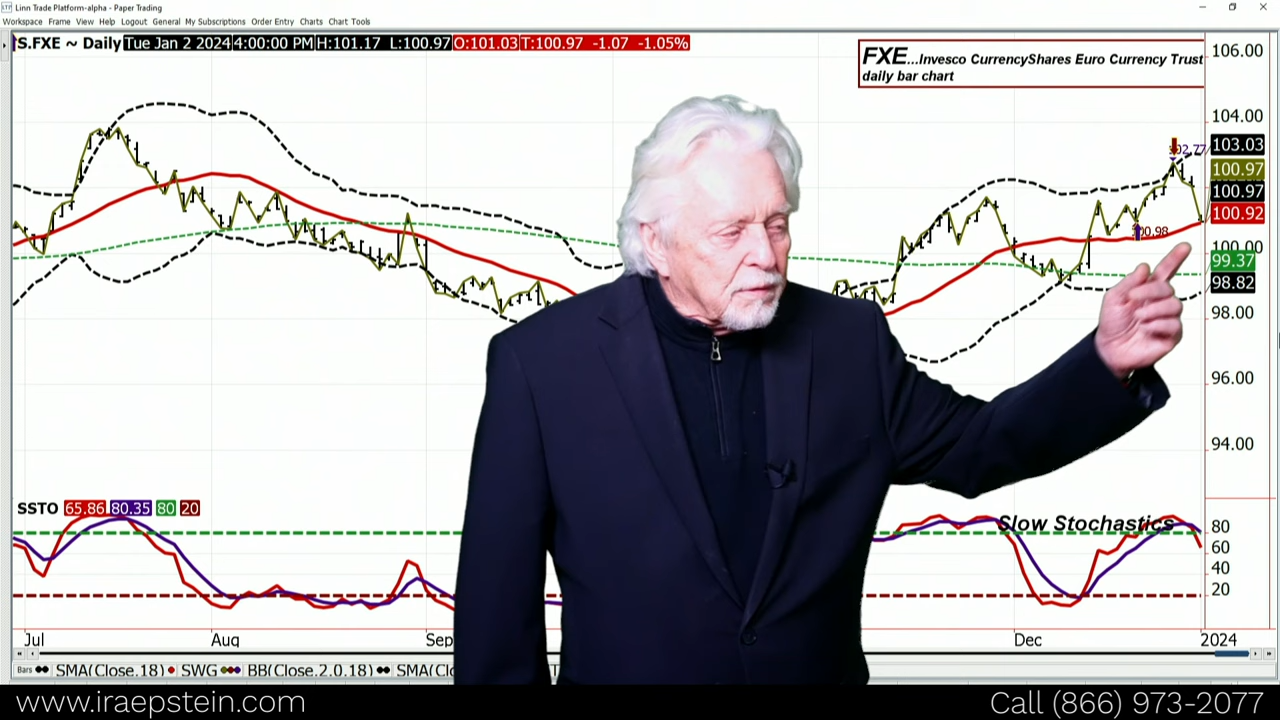 Linn Trade Platform-alpha - Paper Trading
Workspace Frame View Help Logout General My Subscriptions Order Entry Charts Chart Tools
S.FXE ~ Daily Tue Jan 2 2024 4:00:00 PM H:101.17 L:100.97 O:101.03 T:100.97 -1.07 -1.05%
FXE...Invesco CurrencyShares Euro Currency Trust
daily bar chart
106.00
104.00
103.03
100.97
100.97
100.92
100.00
99.37
98.82
98.00
96.00
94.00
SSTO 65.86 80.35 80 20
Slow Stochastics
80
60
40
20
Jul Aug Sep Dec 2024
Bars SMA(Close.18) SWG BB(Close.2.0.18)
www.iraepstein.com Call (866) 973-2077